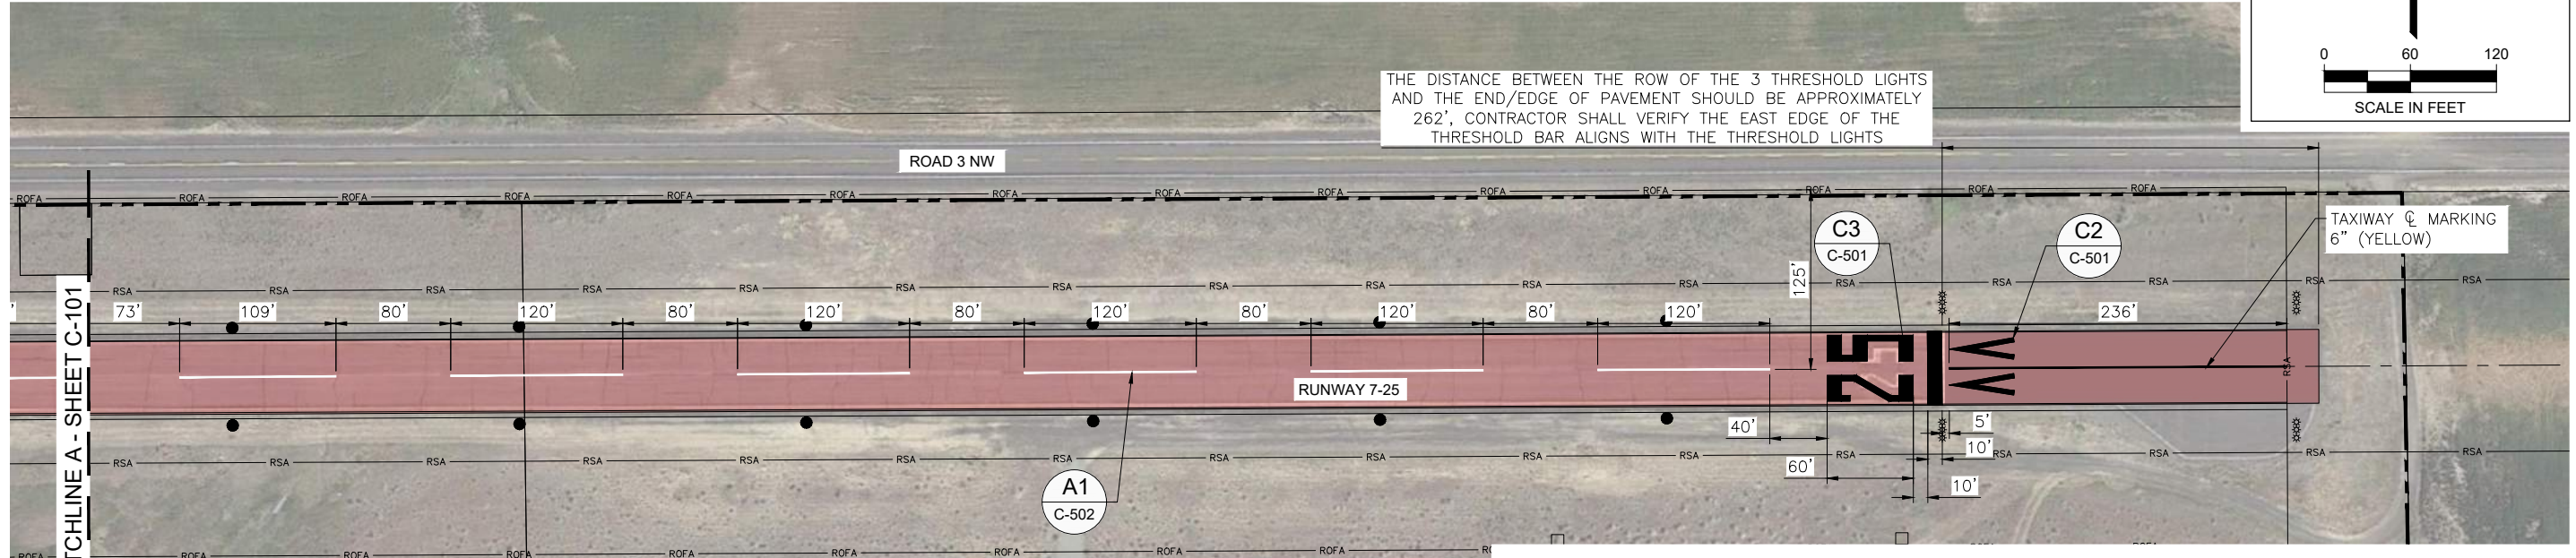 0 60 120
SCALE IN FEET
THE DISTANCE BETWEEN THE ROW OF THE 3 THRESHOLD LIGHTS
AND THE END/EDGE OF PAVEMENT SHOULD BE APPROXIMATELY
262', CONTRACTOR SHALL VERIFY THE EAST EDGE OF THE
THRESHOLD BAR ALIGNS WITH THE THRESHOLD LIGHTS
ROAD 3 NW
ROFA ROFA ROFA ROFA ROFA ROFA ROFA ROFA ROFA ROFA ROFA ROFA ROFA ROFA
TAXIWAY ℄ MARKING
6" (YELLOW)
C3
C-501
C2
C-501
125'
RSA RSA RSA RSA RSA RSA RSA RSA RSA RSA RSA RSA RSA RSA RSA RSA
' 73' 109' 80' 120' 80' 120' 80' 120' 80' 120' 80' 120' 236'
RSA
25
RUNWAY 7-25
TCHLINE A - SHEET C-101
40'
5'
10'
60'
10'
RSA RSA RSA RSA RSA RSA RSA RSA RSA RSA RSA RSA RSA RSA RSA RSA
A1
C-502
ROFA ROFA ROFA ROFA ROFA ROFA ROFA ROFA ROFA